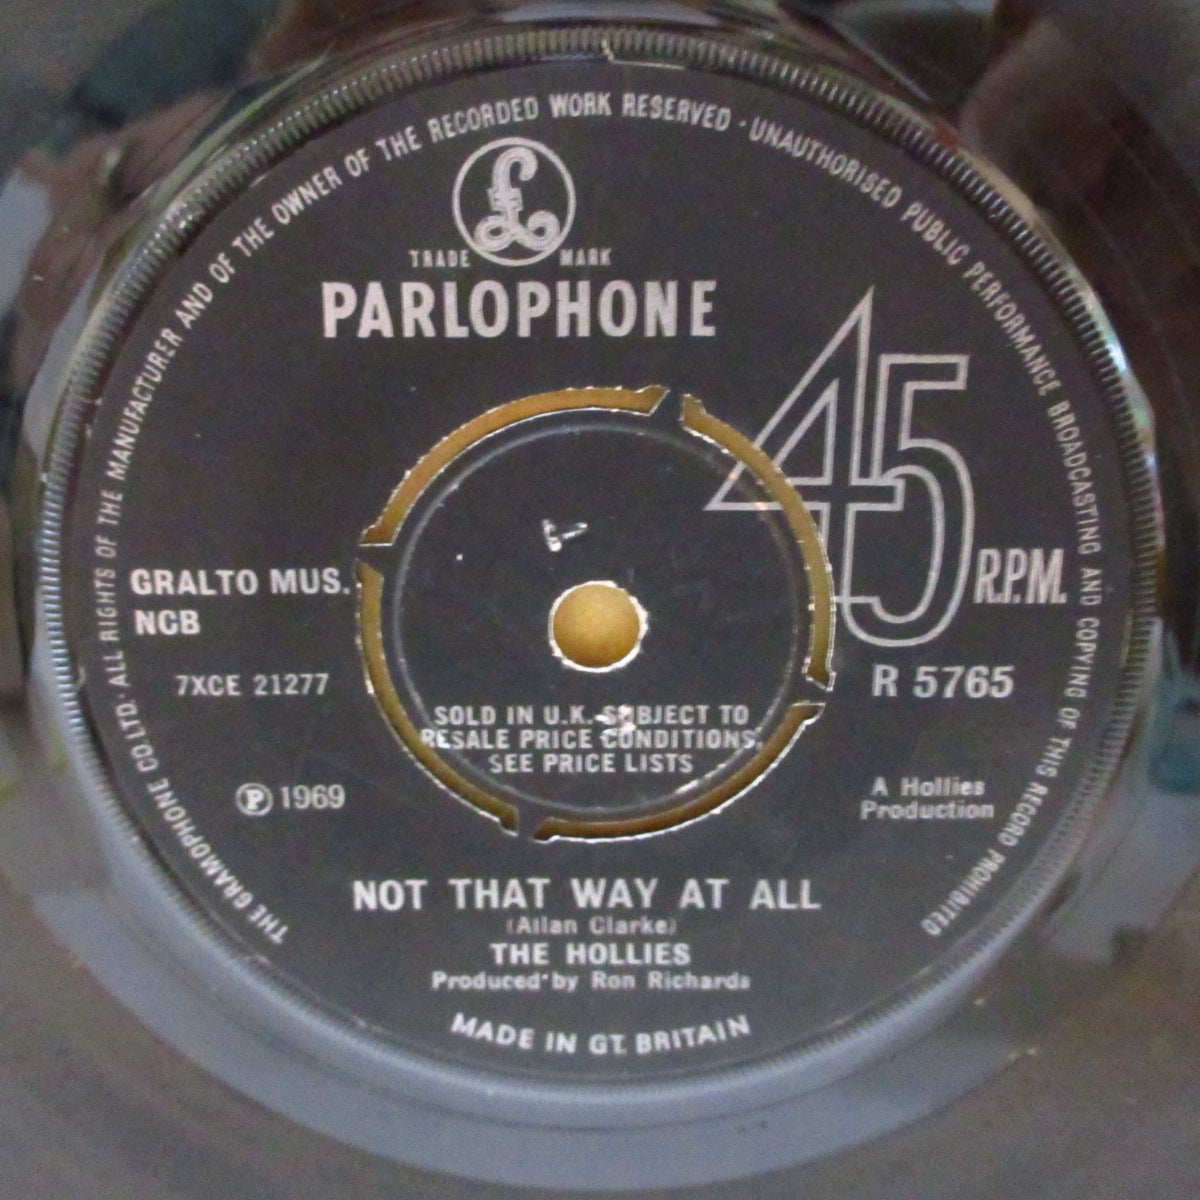 THE GRAMOPHONE CO LTD. ALL RIGHTS OF THE MANUFACTURER AND OF THE OWNER OF THE RECORDED WORK RESERVED · UNAUTHORISED PUBLIC PERFORMANCE BROADCASTING AND COPYING OF THIS RECORD PROHIBITED
£
TRADE MARK
PARLOPHONE
45
R.P.M.
GRALTO MUS.
NCB
7XCE 21277
R 5765
SOLD IN U.K. SUBJECT TO
RESALE PRICE CONDITIONS,
SEE PRICE LISTS
Ⓟ 1969
A Hollies
Production
NOT THAT WAY AT ALL
(Allan Clarke)
THE HOLLIES
Produced by Ron Richards
MADE IN GT. BRITAIN